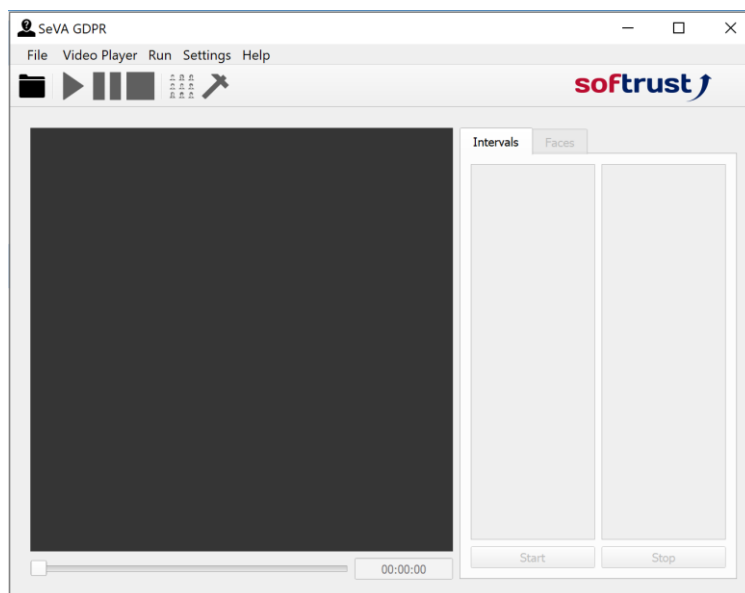 SeVA GDPR
File Video Player Run Settings Help
softrust
Intervals Faces
Start Stop
00:00:00